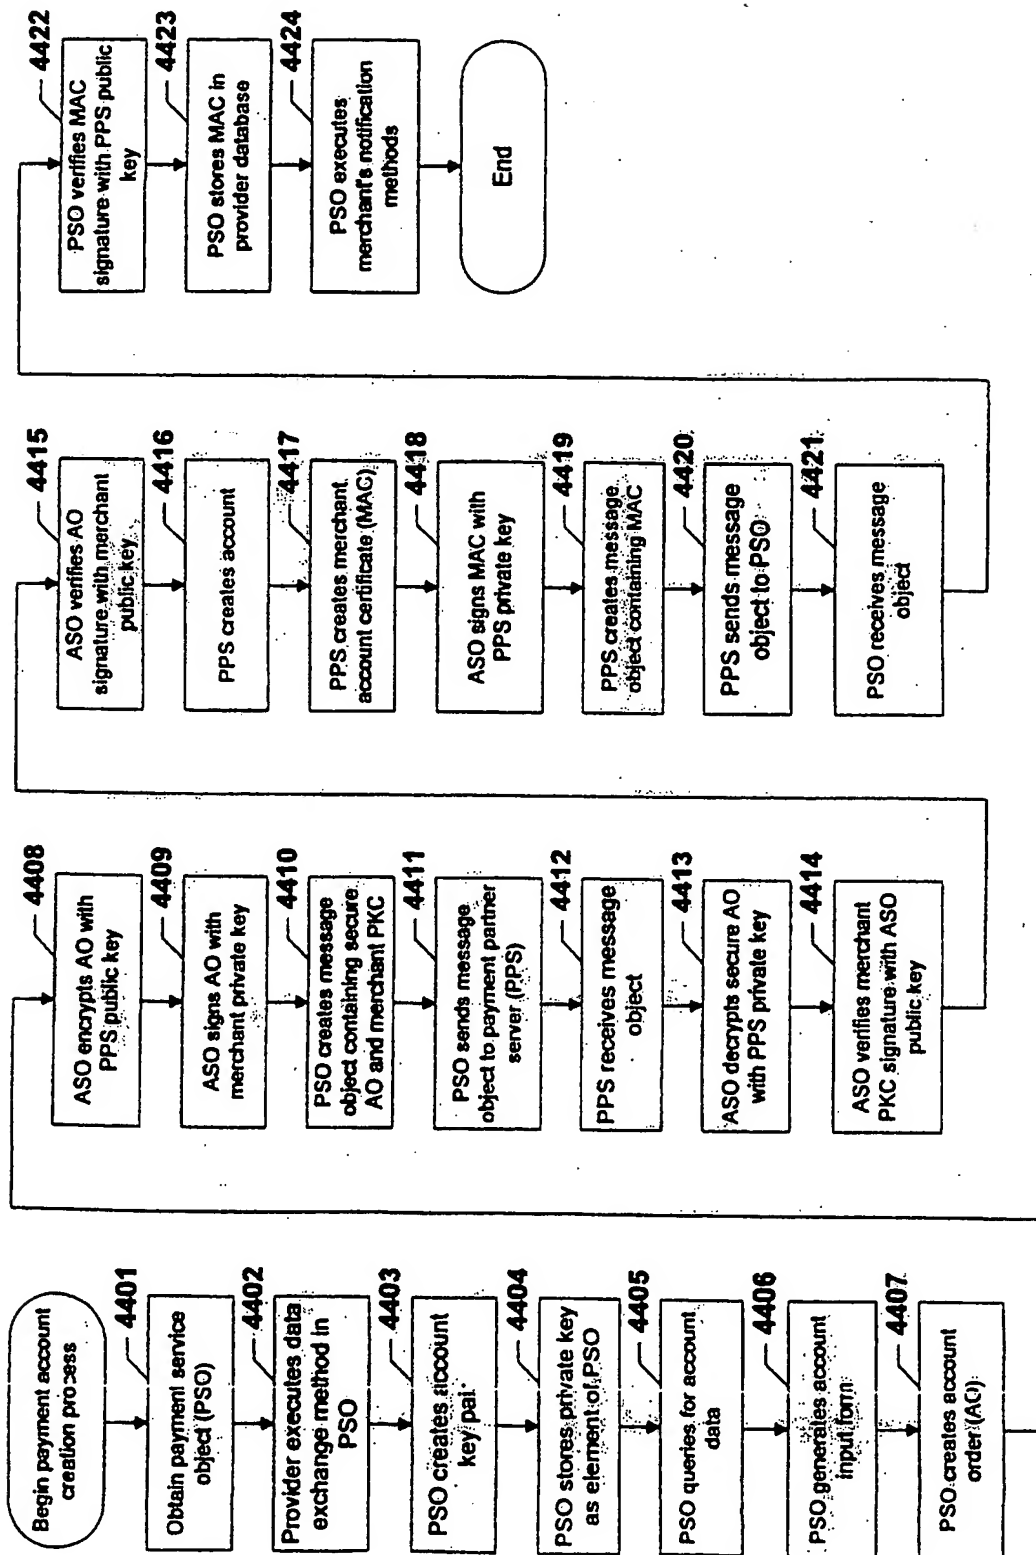 Begin payment account
creation process
4401
Obtain payment service
object (PSO)
4402
Provider executes data
exchange method in
PSO
4403
PSO creates account
key pair
4404
PSO stores private key
as element of PSO
4405
PSO queries for account
data
4406
PSO generates account
input form
4407
PSO creates account
order (AO)
4408
ASO encrypts AO with
PPS public key
4409
ASO signs AO with
merchant private key
4410
PSO creates message
object containing secure
AO and merchant PKC
4411
PSO sends message
object to payment partner
server (PPS)
4412
PPS receives message
object
4413
ASO decrypts secure AO
with PPS private key
4414
ASO verifies merchant
PKC signature with ASO
public key
4415
ASO verifies AO
signature with merchant
public key
4416
PPS creates account
4417
PPS creates merchant
account certificate (MAC)
4418
ASO signs MAC with
PPS private key
4419
PPS creates message
object containing MAC
4420
PPS sends message
object to PSO
4421
PSO receives message
object
4422
PSO verifies MAC
signature with PPS public
key
4423
PSO stores MAC in
provider database
4424
PSO executes
merchant's notification
methods
End